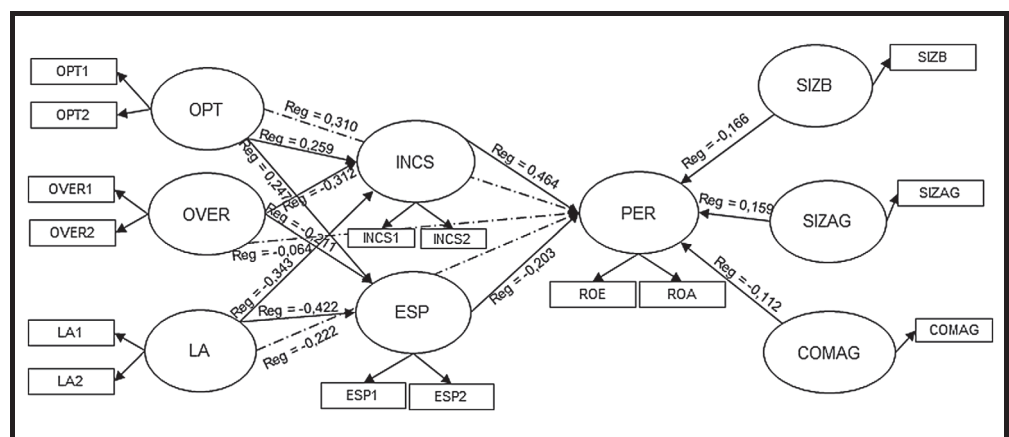 OPT1
OPT2
OPT
Reg = 0,310
Reg = 0,259
Reg = 0,247
OVER1
OVER2
OVER
Reg = -0,312
Reg = -0,211
Reg = -0,064
LA1
LA2
LA
Reg = -0,343
Reg = -0,422
Reg = -0,222
INCS
INCS1
INCS2
Reg = 0,464
ESP
ESP1
ESP2
Reg = -0,203
PER
ROE
ROA
SIZB
SIZB
Reg = -0,166
SIZAG
SIZAG
Reg = 0,159
COMAG
COMAG
Reg = -0,112